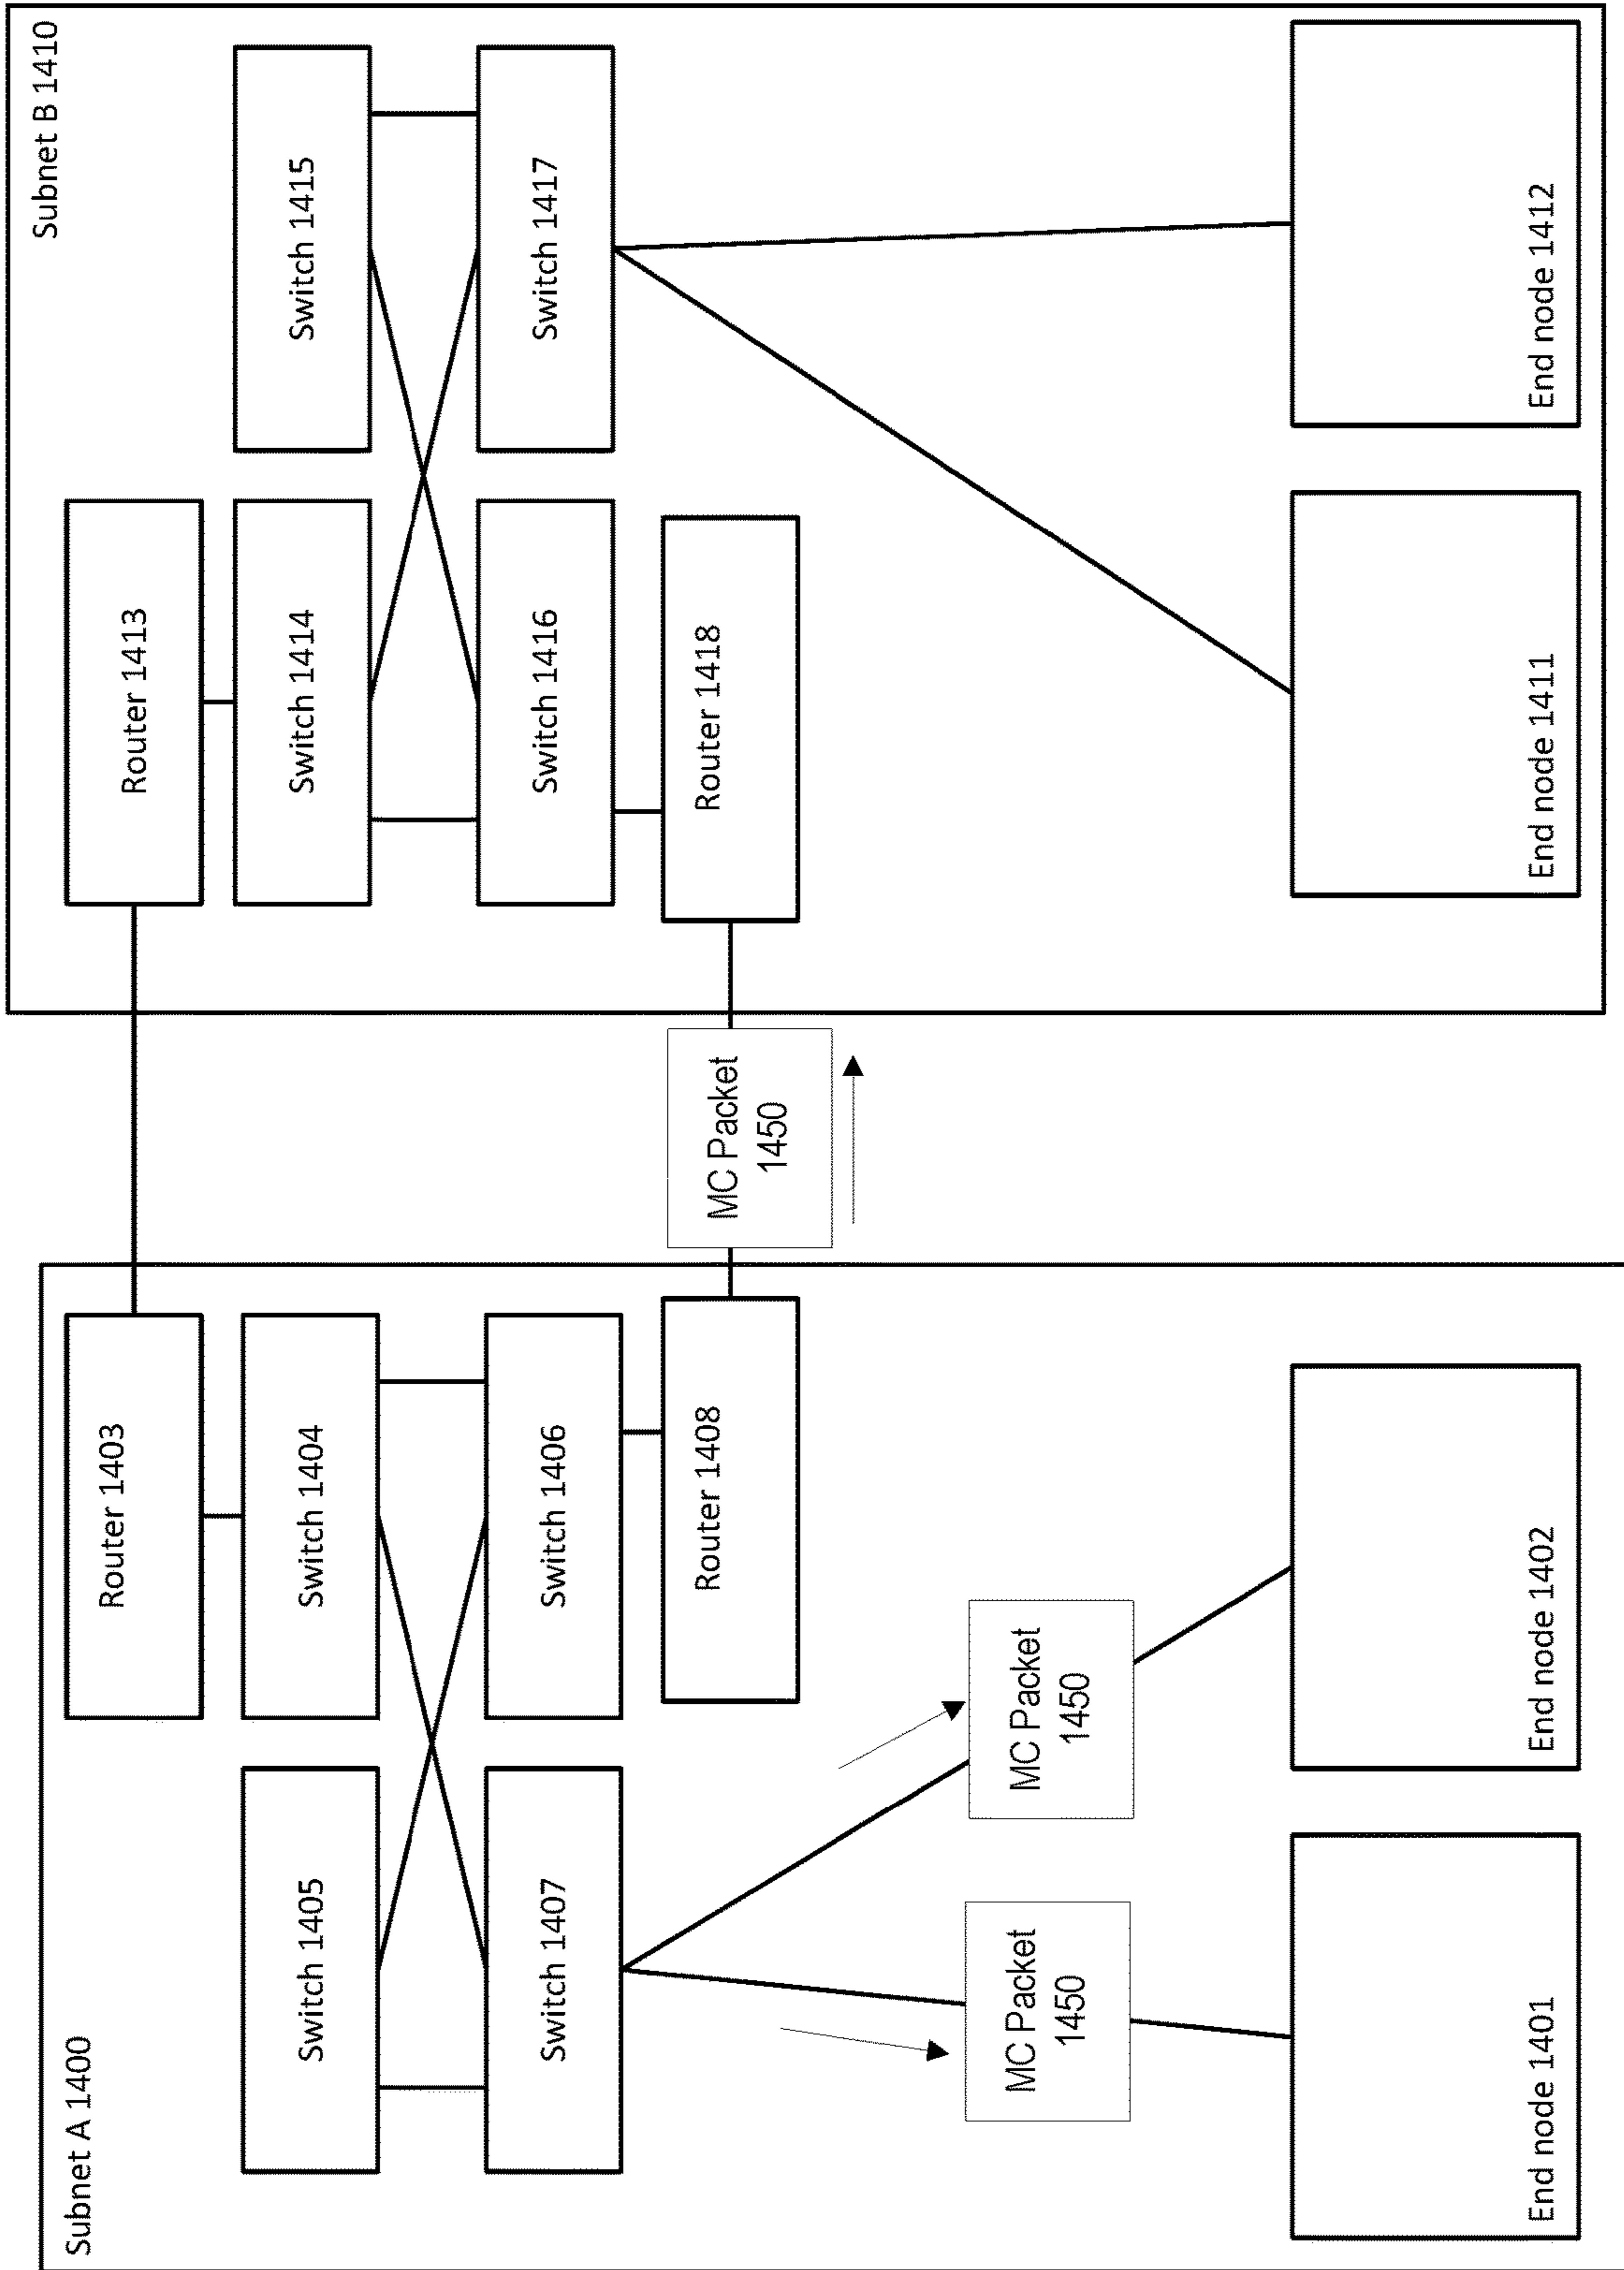 Subnet A 1400
Router 1403
Switch 1405
Switch 1404
Switch 1407
Switch 1406
Router 1408
MC Packet
1450
MC Packet
1450
End node 1401
End node 1402
MC Packet
1450
Subnet B 1410
Router 1413
Switch 1414
Switch 1415
Switch 1416
Switch 1417
Router 1418
End node 1411
End node 1412